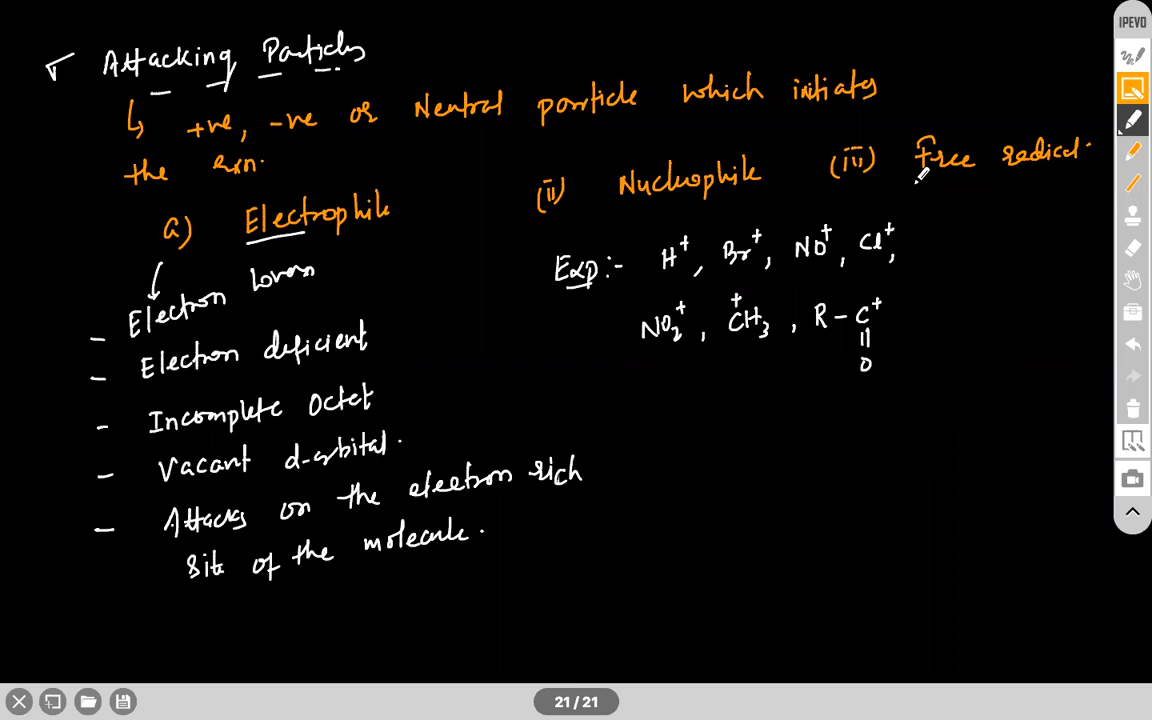 IPEVO
Attacking Particles
↳ +ve, -ve or Neutral particle which initiates
the rxn.
a) Electrophile (ii) Nucleophile (iii) Free radical.
Electron lovers
- Electron deficient
- Incomplete Octet
- Vacant d-orbital.
- Attacks on the electron rich
site of the molecule.
Exp:- H⁺, Br⁺, NO⁺, Cl⁺,
NO₂⁺, ⁺CH₃, R-C⁺
||
O
21 / 21